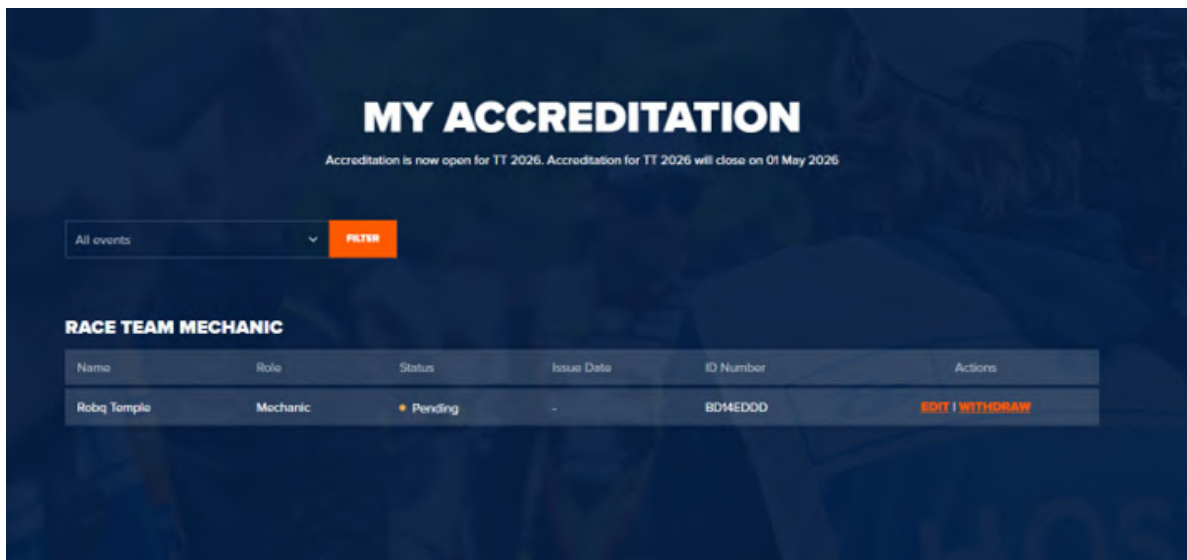 MY ACCREDITATION
Accreditation is now open for TT 2026. Accreditation for TT 2026 will close on 01 May 2026
All events
FILTER
RACE TEAM MECHANIC
Name Role Status Issue Date ID Number Actions
Robq Temple Mechanic Pending - BD14EDDD EDIT | WITHDRAW
HOS